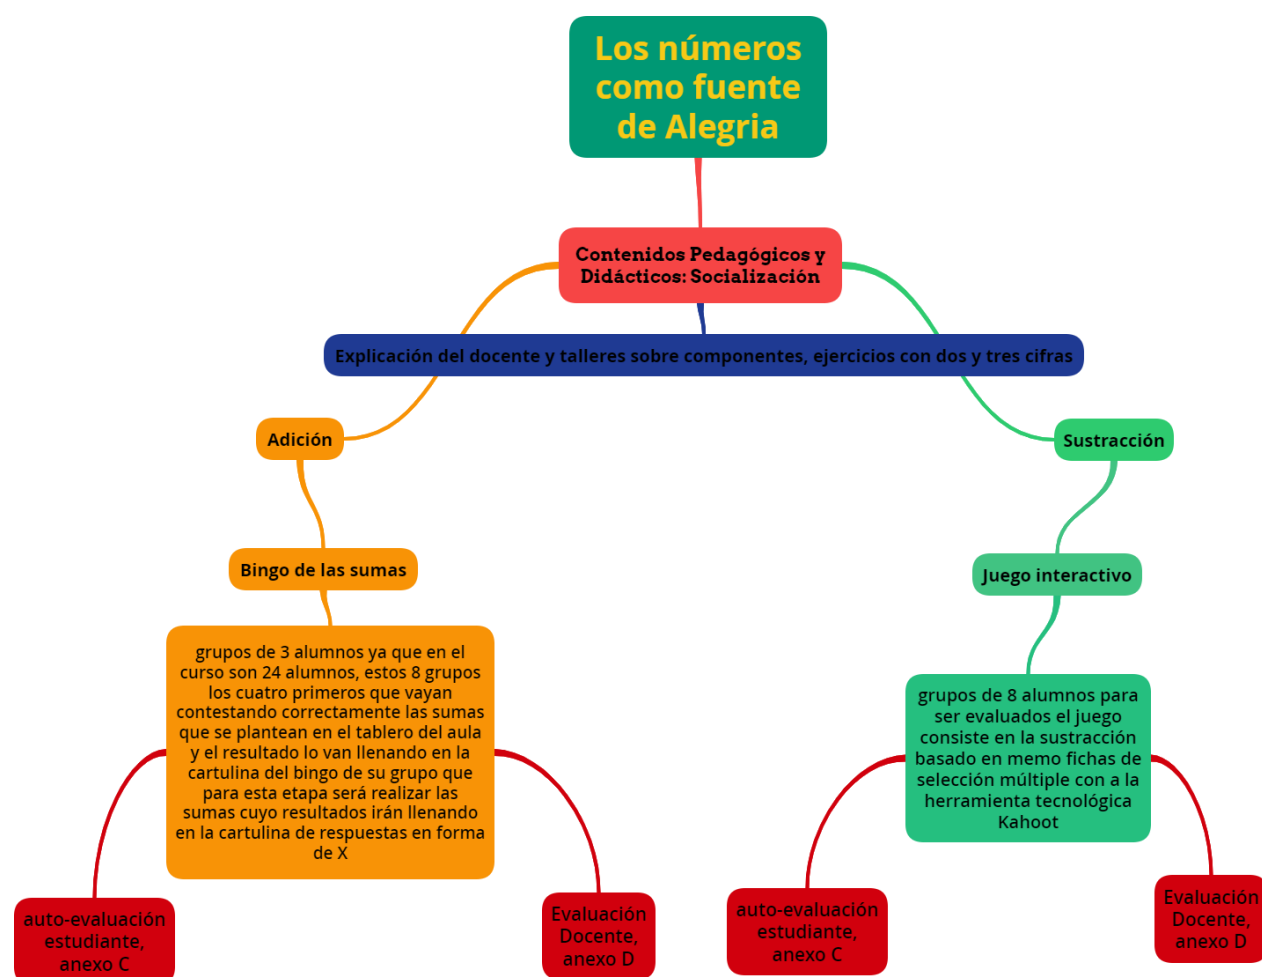 Los números
como fuente
de Alegria
Contenidos Pedagógicos y
Didácticos: Socialización
Explicación del docente y talleres sobre componentes, ejercicios con dos y tres cifras
Adición
Sustracción
Bingo de las sumas
Juego interactivo
grupos de 3 alumnos ya que en el
curso son 24 alumnos, estos 8 grupos
los cuatro primeros que vayan
contestando correctamente las sumas
que se plantean en el tablero del aula
y el resultado lo van llenando en la
cartulina del bingo de su grupo que
para esta etapa será realizar las
sumas cuyo resultados irán llenando
en la cartulina de respuestas en forma
de X
grupos de 8 alumnos para
ser evaluados el juego
consiste en la sustracción
basado en memo fichas de
selección múltiple con a la
herramienta tecnológica
Kahoot
auto-evaluación
estudiante,
anexo C
Evaluación
Docente,
anexo D
auto-evaluación
estudiante,
anexo C
Evaluación
Docente,
anexo D